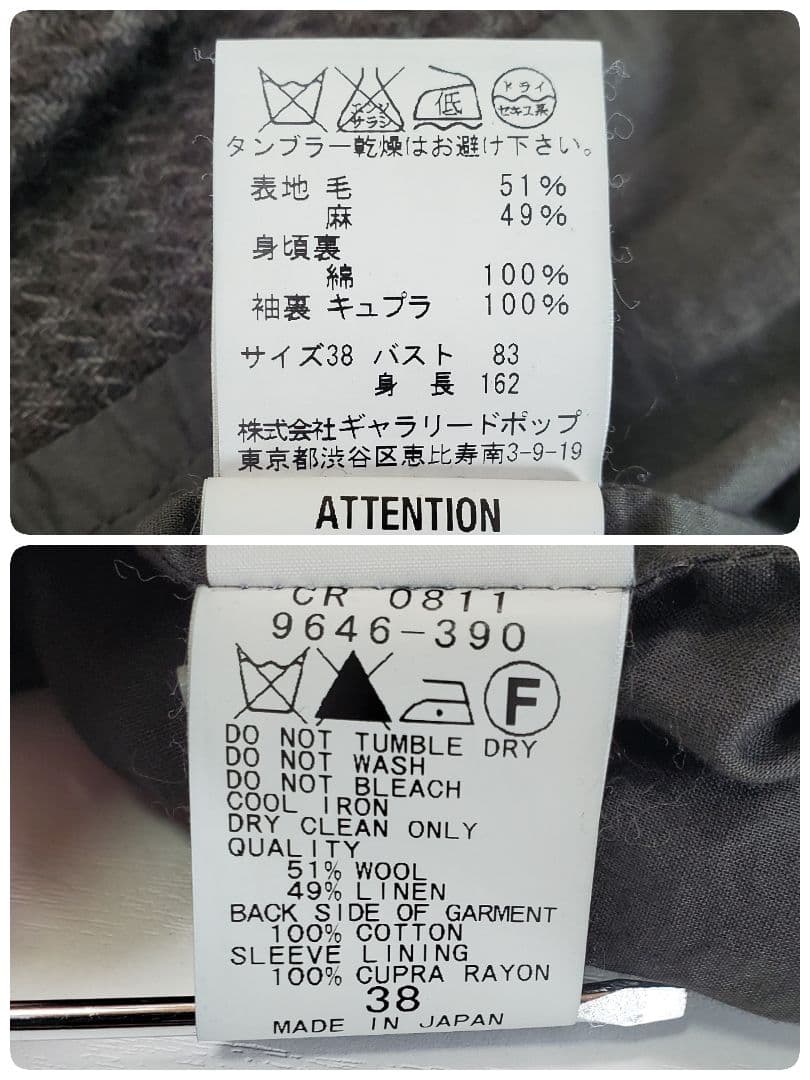 エンソ
サラシ
低
ドライ
セキユ系
タンブラー乾燥はお避け下さい。
表地 毛 51%
麻 49%
身頃裏
綿 100%
袖裏 キュプラ 100%
サイズ38 バスト 83
身長 162
株式会社ギャラリードポップ
東京都渋谷区恵比寿南3-9-19
ATTENTION
CR 0811
9646-390
F
DO NOT TUMBLE DRY
DO NOT WASH
DO NOT BLEACH
COOL IRON
DRY CLEAN ONLY
QUALITY
51% WOOL
49% LINEN
BACK SIDE OF GARMENT
100% COTTON
SLEEVE LINING
100% CUPRA RAYON
38
MADE IN JAPAN